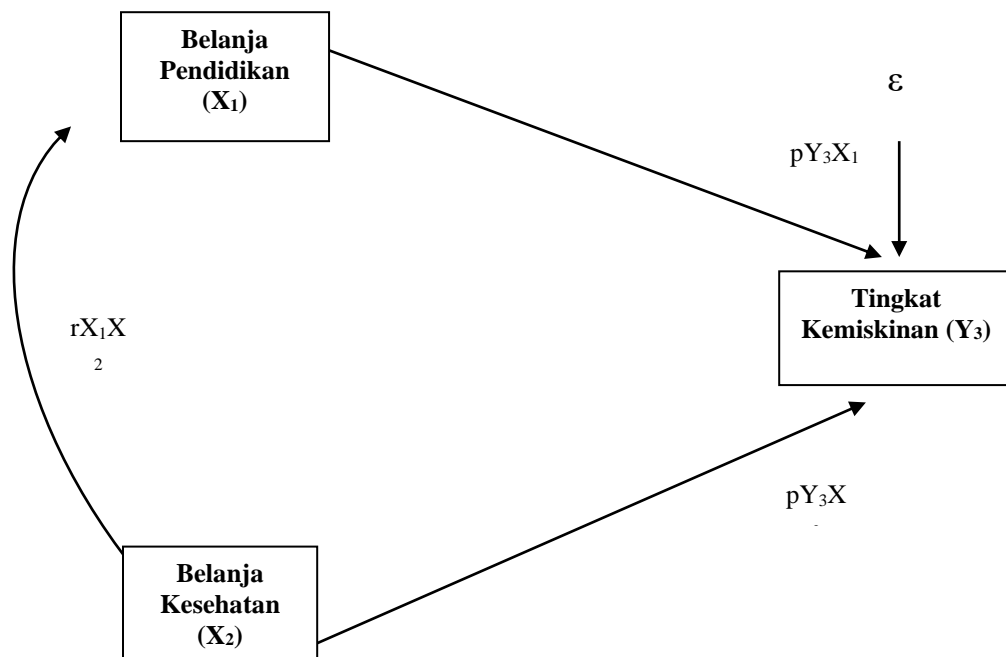 Belanja
Pendidikan
(X₁)
ε
pY₃X₁
Tingkat
Kemiskinan (Y₃)
rX₁X
2
pY₃X
Belanja
Kesehatan
(X₂)